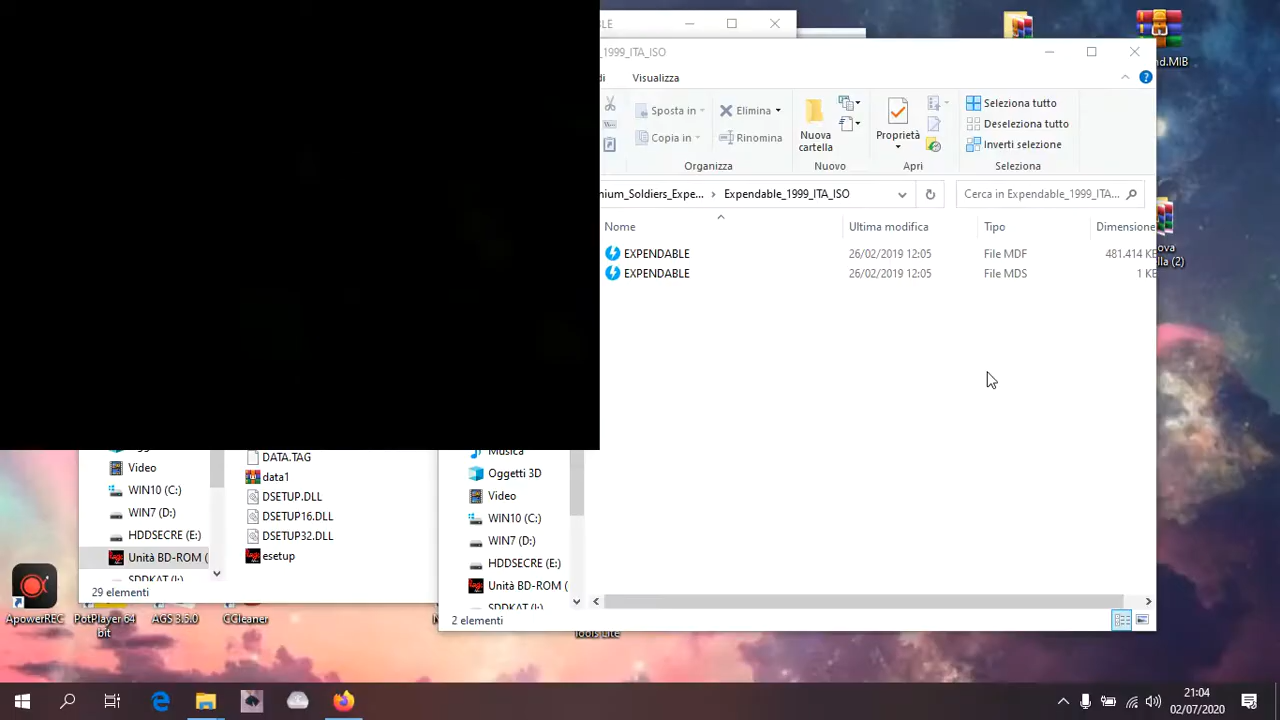 LE
_1999_ITA_ISO
nd.MIB
di
Visualizza
Sposta in
Elimina
Copia in
Rinomina
Nuova
cartella
Proprietà
Seleziona tutto
Deseleziona tutto
Inverti selezione
Organizza
Nuovo
Apri
Seleziona
nium_Soldiers_Expe...
Expendable_1999_ITA_ISO
Cerca in Expendable_1999_ITA...
Nome
Ultima modifica
Tipo
Dimensione
EXPENDABLE
26/02/2019 12:05
File MDF
481.414 KB
EXPENDABLE
26/02/2019 12:05
File MDS
1 KB
ova
ella (2)
Video
WIN10 (C:)
WIN7 (D:)
HDDSECRE (E:)
Unità BD-ROM (
SDDKAT (I:)
DATA.TAG
data1
DSETUP.DLL
DSETUP16.DLL
DSETUP32.DLL
esetup
29 elementi
Musica
Oggetti 3D
Video
WIN10 (C:)
WIN7 (D:)
HDDSECRE (E:)
Unità BD-ROM (
SDDKAT (I:)
2 elementi
ApowerREC
PotPlayer 64
bit
AGS 3.5.0
CCleaner
Tools Lite
21:04
02/07/2020